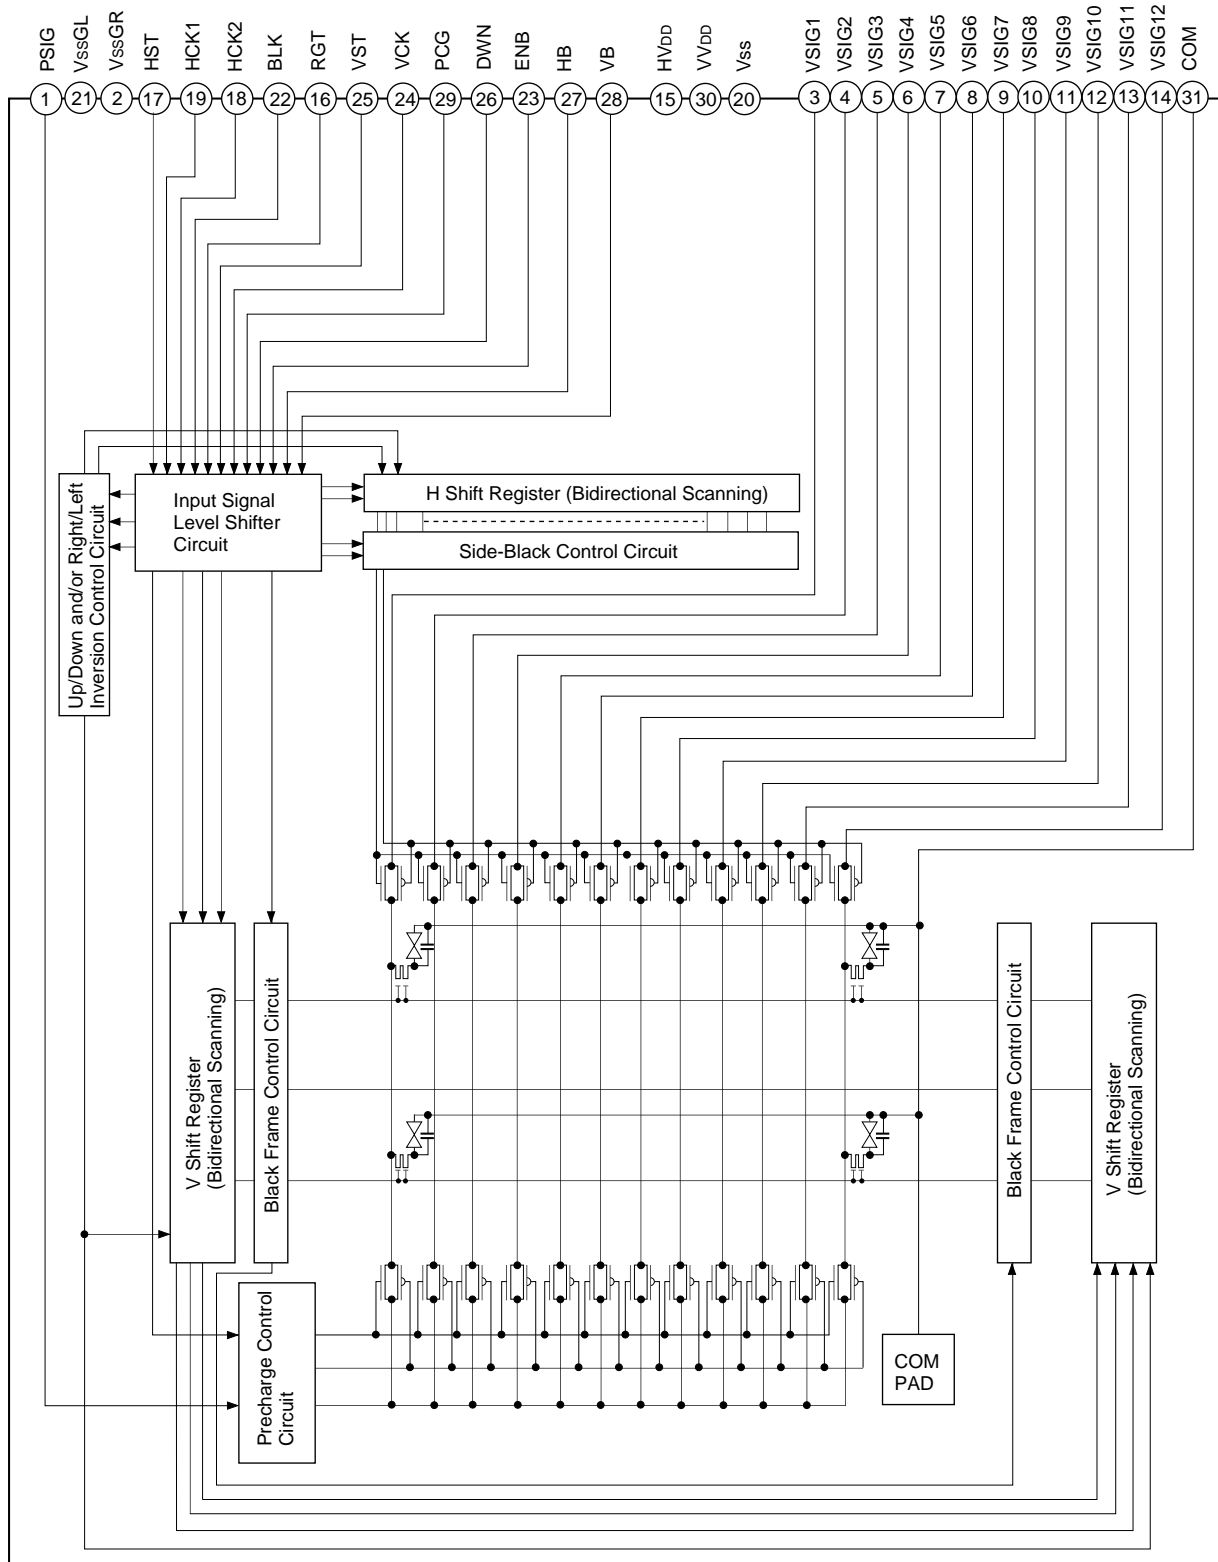 PSIG
VSSGL
VSSGR
HST
HCK1
HCK2
BLK
RGT
VST
VCK
PCG
DWN
ENB
HB
VB
HVDD
VVDD
VSS
VSIG1
VSIG2
VSIG3
VSIG4
VSIG5
VSIG6
VSIG7
VSIG8
VSIG9
VSIG10
VSIG11
VSIG12
COM
1
21
2
17
19
18
22
16
25
24
29
26
23
27
28
15
30
20
3
4
5
6
7
8
9
10
11
12
13
14
31
Up/Down and/or Right/Left
Inversion Control Circuit
Input Signal
Level Shifter
Circuit
H Shift Register (Bidirectional Scanning)
Side-Black Control Circuit
V Shift Register
(Bidirectional Scanning)
Black Frame Control Circuit
Black Frame Control Circuit
V Shift Register
(Bidirectional Scanning)
Precharge Control
Circuit
COM
PAD